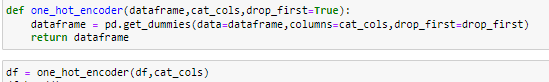 def one_hot_encoder(dataframe,cat_cols,drop_first=True):
    dataframe = pd.get_dummies(data=dataframe,columns=cat_cols,drop_first=drop_first)
    return dataframe
df = one_hot_encoder(df,cat_cols)